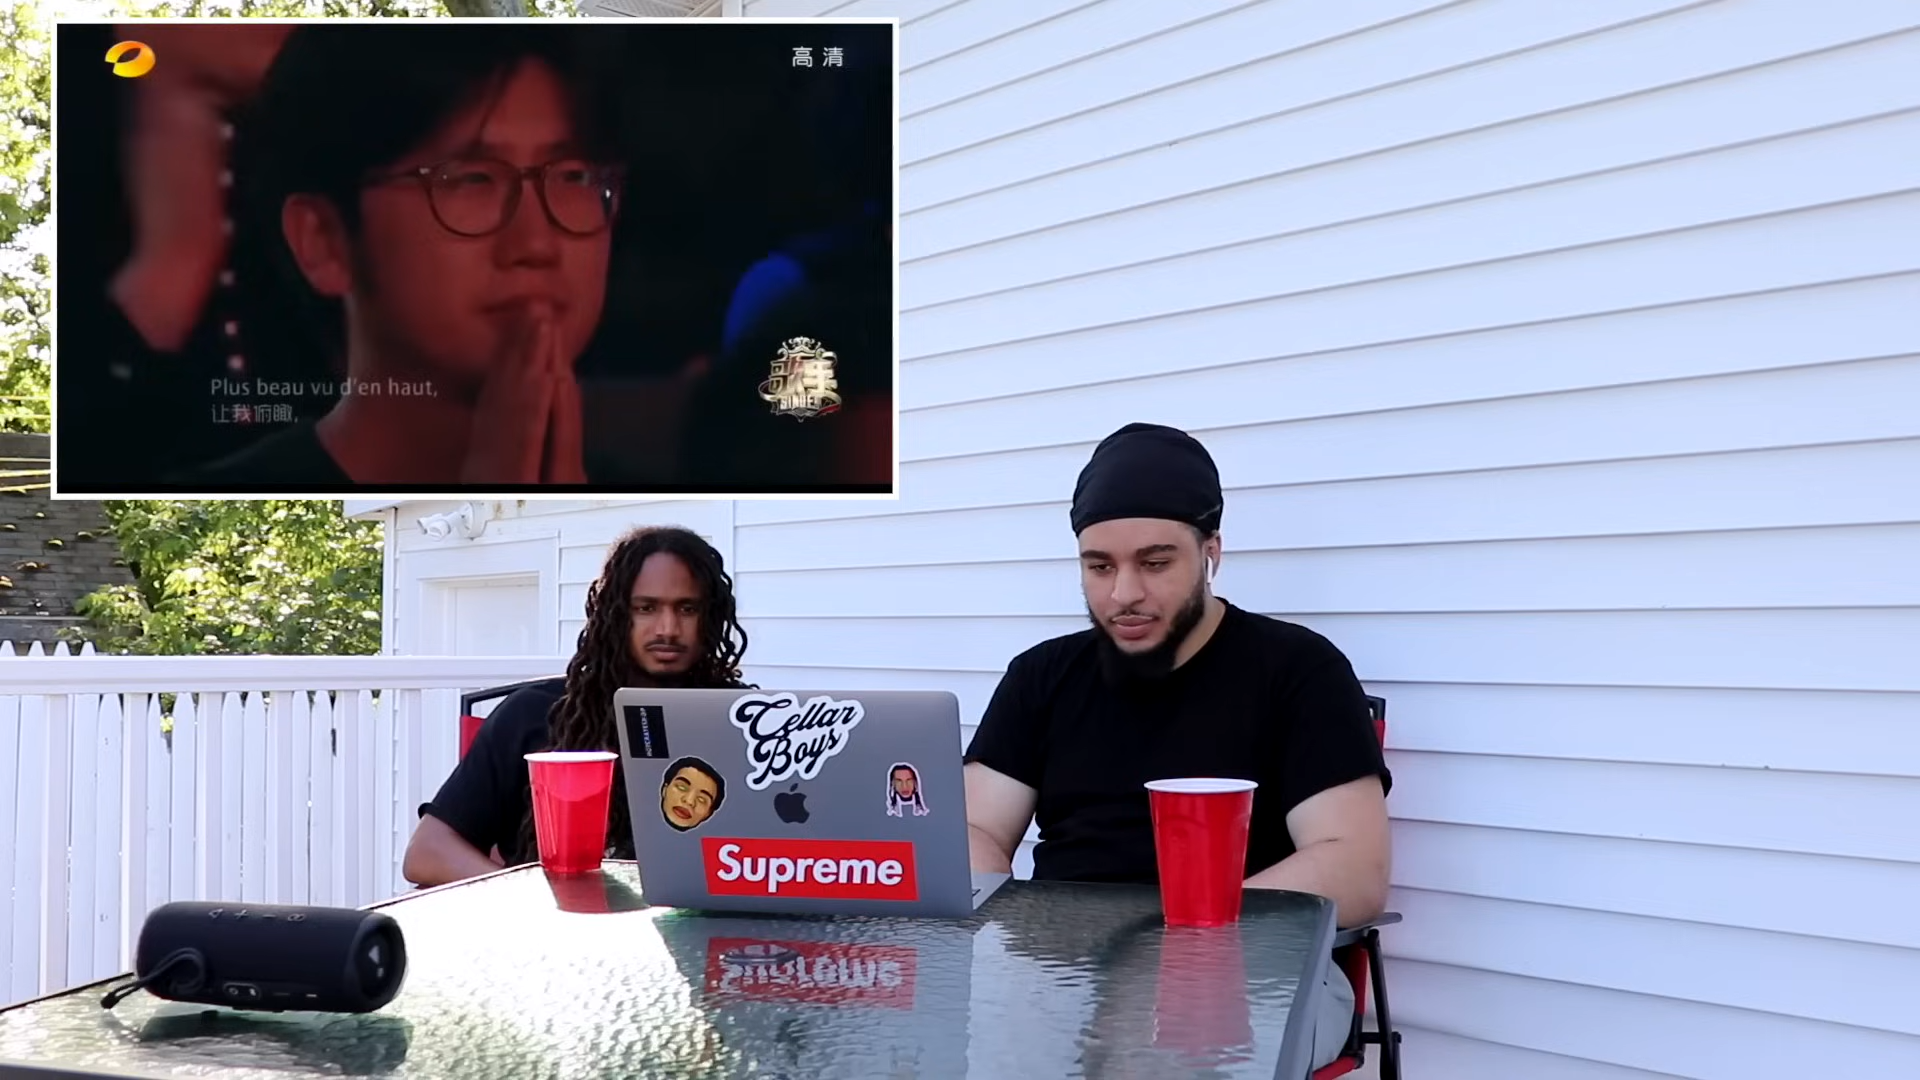 高清
Plus beau vu d'en haut,
让我俯瞰,
歌手
SINGER
Cellar
Boys
Supreme